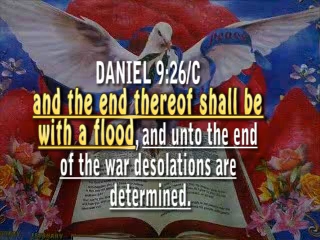 DANIEL 9:26/C
and the end thereof shall be
with a flood, and unto the end
of the war desolations are
determined.